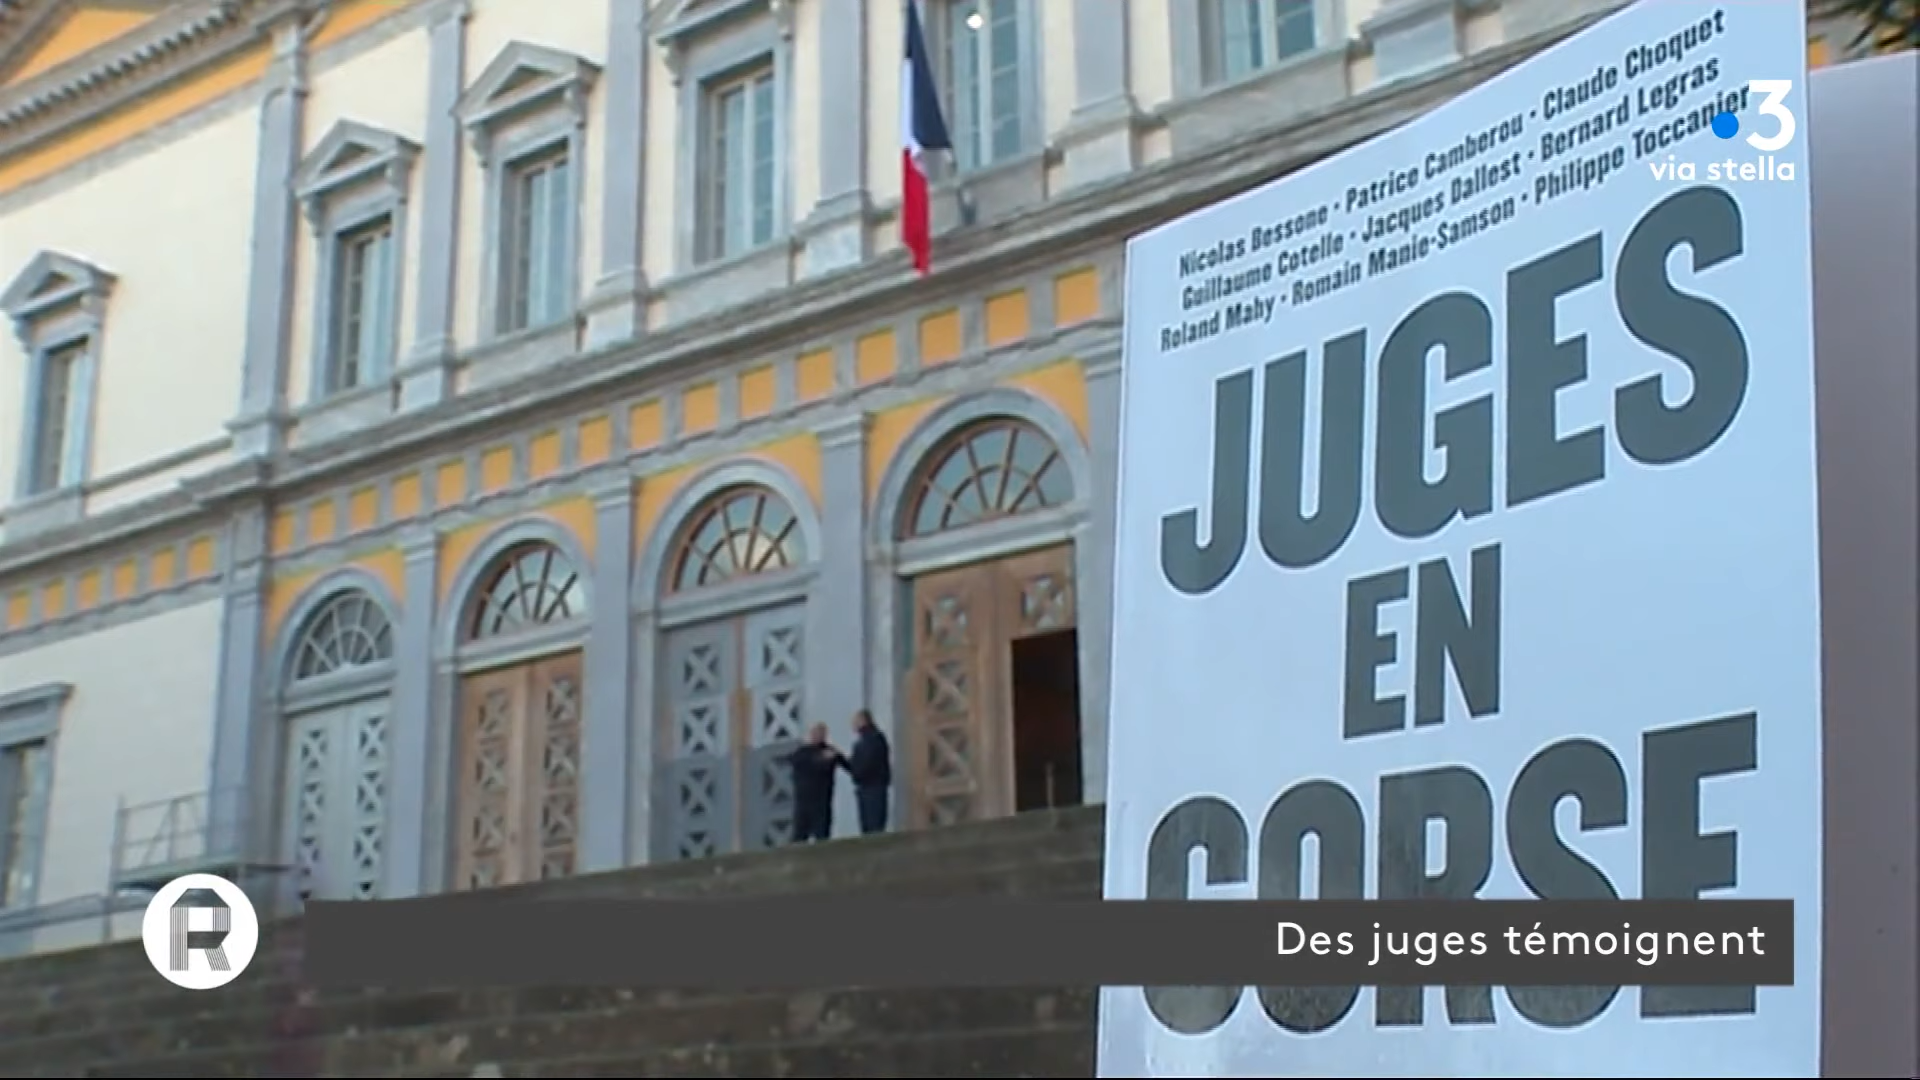 Nicolas Bessone · Patrice Camberou · Claude Choquet
Guillaume Cotelle · Jacques Dallest · Bernard Legras
Roland Mahy · Romain Manié-Samson · Philippe Toccanier
3
via stella
JUGES
EN
CORSE
R
Des juges témoignent